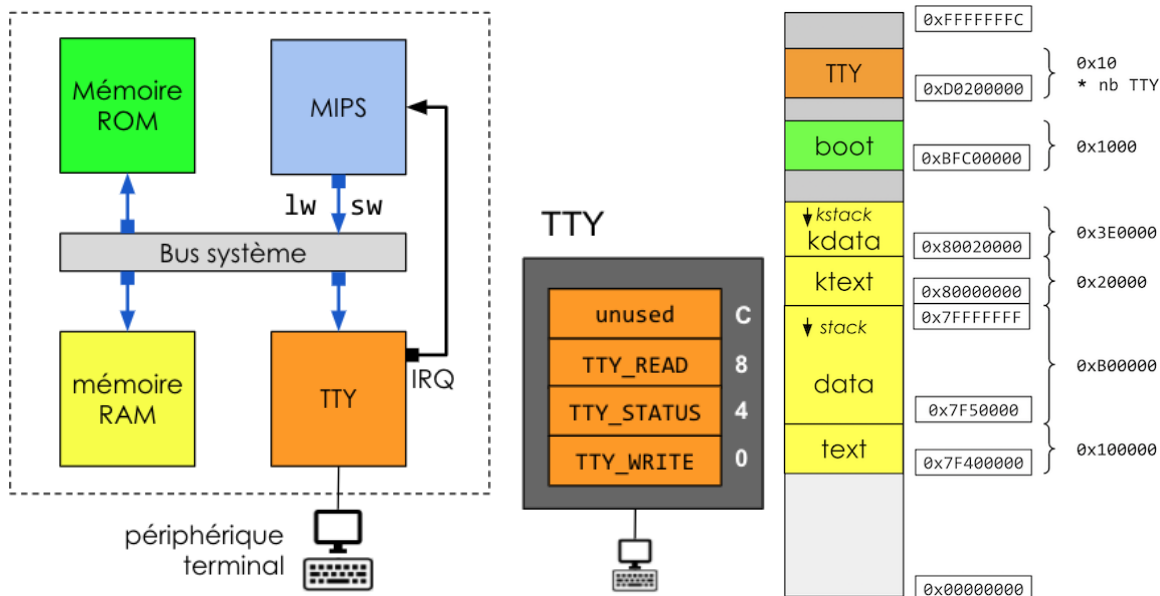 Mémoire
ROM
MIPS
lw sw
Bus système
mémoire
RAM
TTY
IRQ
périphérique
terminal
TTY
unused C
TTY_READ 8
TTY_STATUS 4
TTY_WRITE 0
0xFFFFFFFC
TTY
0xD0200000
0x10
* nb TTY
boot
0xBFC00000
0x1000
kstack
kdata
0x80020000
0x3E0000
ktext
0x80000000
0x20000
0x7FFFFFFF
stack
data
0x7F50000
0xB00000
text
0x7F400000
0x100000
0x00000000